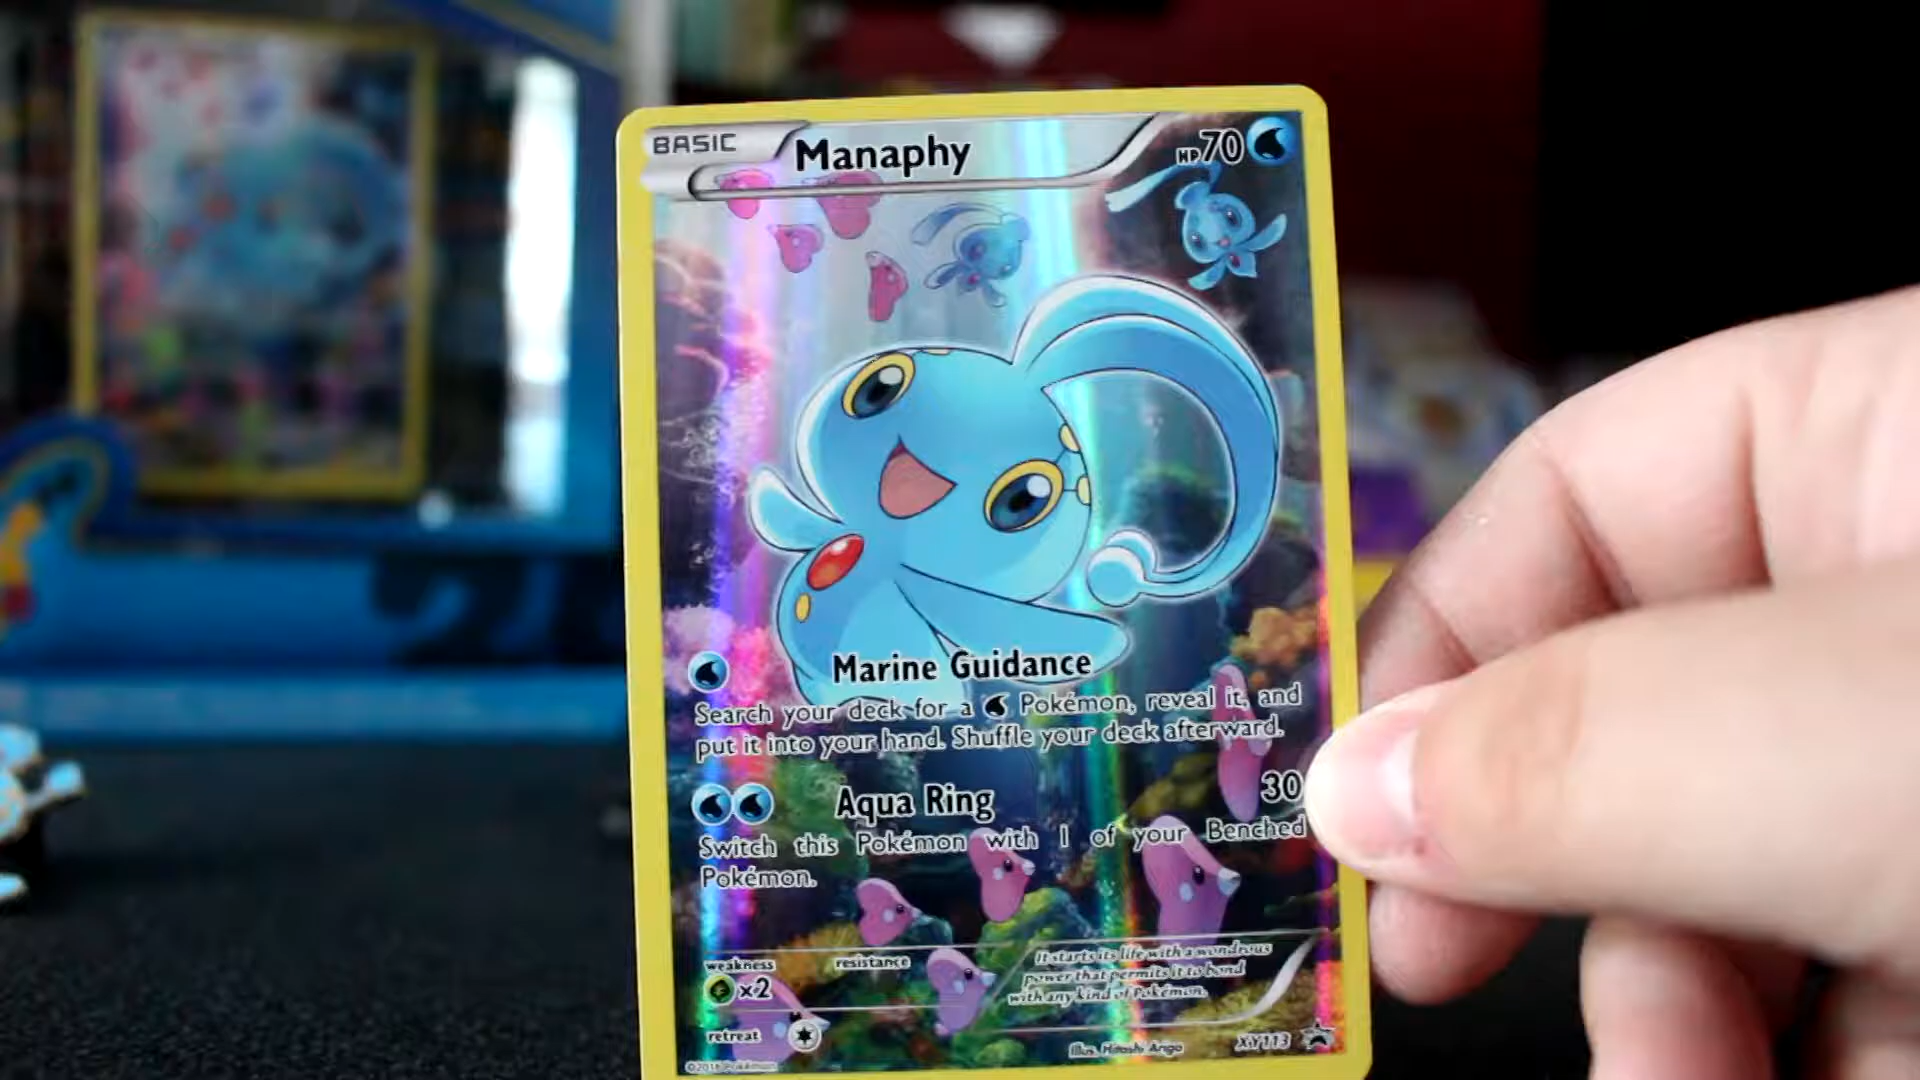 BASIC Manaphy HP 70
Marine Guidance
Search your deck for a Pokémon, reveal it, and
put it into your hand. Shuffle your deck afterward.
Aqua Ring 30
Switch this Pokémon with 1 of your Benched
Pokémon.
weakness resistance
x2
It starts its life with a wondrous
power that permits it to bond
with any kind of Pokémon.
retreat
Illus. Hitoshi Ariga
XY113
©2016 Pokémon